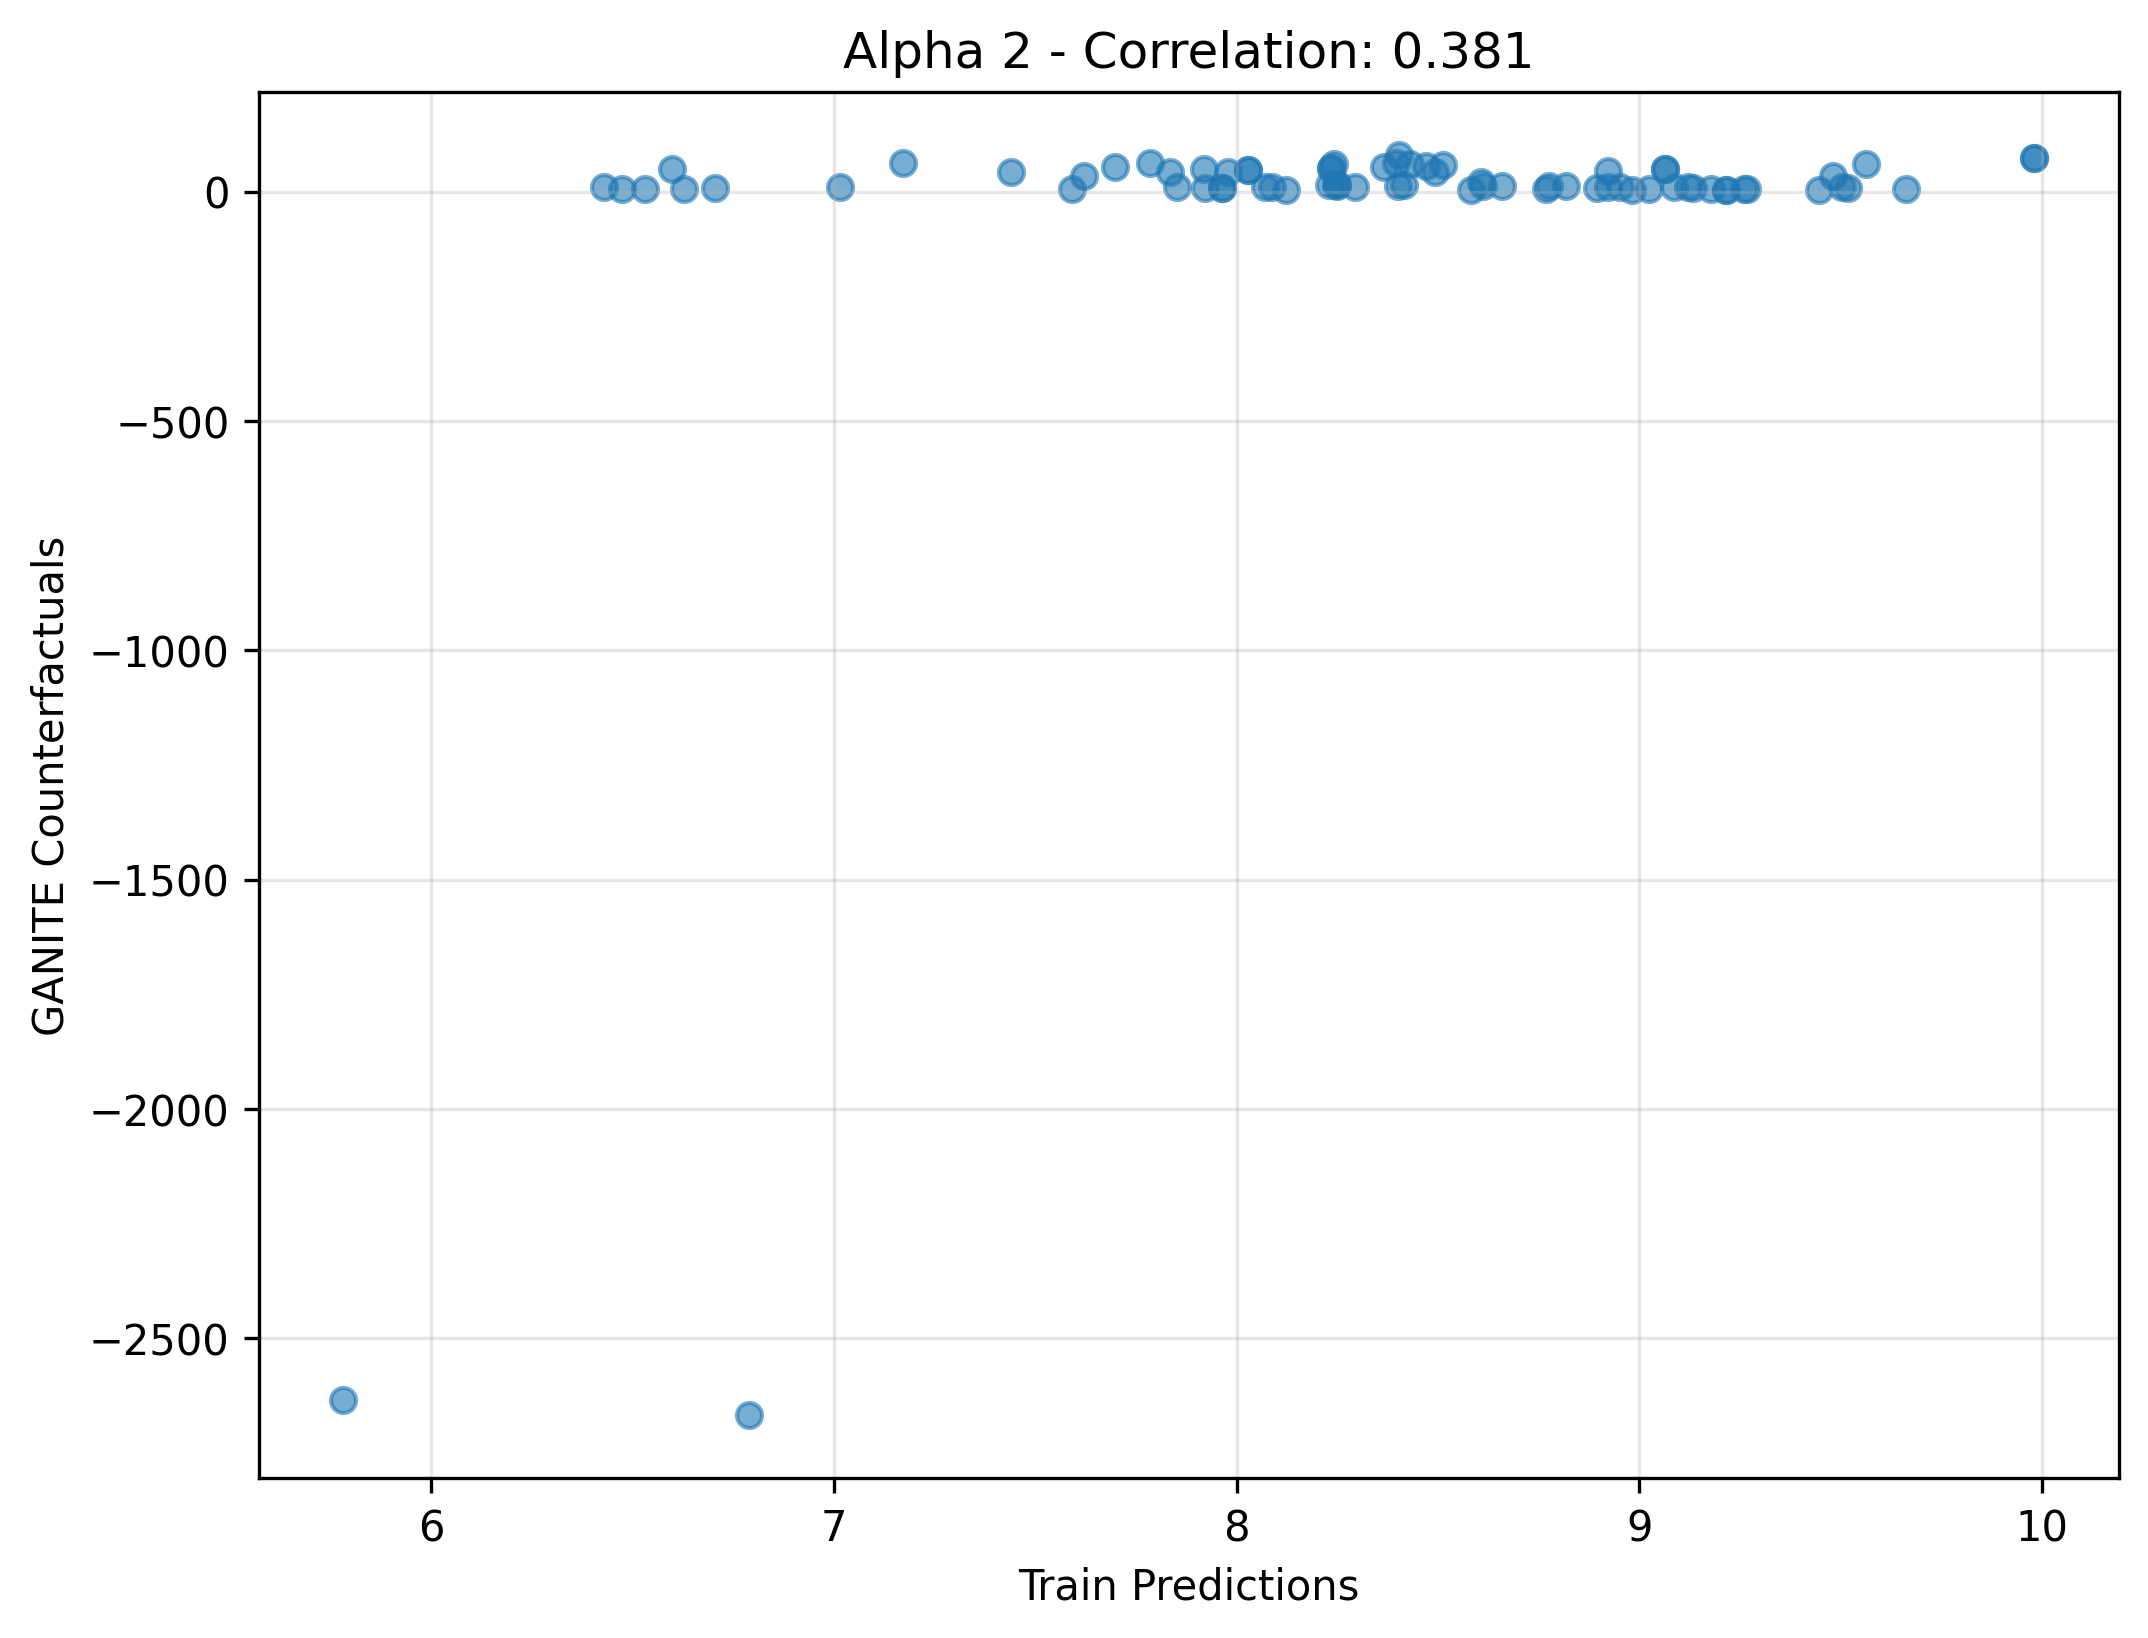 Alpha 2 - Correlation: 0.381
0
−500
−1000
−1500
−2000
−2500
GANITE Counterfactuals
6 7 8 9 10
Train Predictions